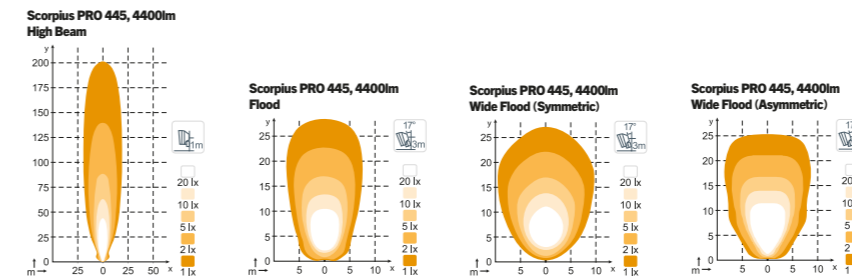 Scorpius PRO 445, 4400lm
High Beam
y
200
175
150
125
100
75
50
25
0
m
25 0 25 50 x
1m
20 lx
10 lx
5 lx
2 lx
1 lx
Scorpius PRO 445, 4400lm
Flood
y
25
20
15
10
5
0
m
5 0 5 10 x
17°
3m
20 lx
10 lx
5 lx
2 lx
1 lx
Scorpius PRO 445, 4400lm
Wide Flood (Symmetric)
y
25
20
15
10
5
0
m
5 0 5 10 x
17°
3m
20 lx
10 lx
5 lx
2 lx
1 lx
Scorpius PRO 445, 4400lm
Wide Flood (Asymmetric)
y
25
20
15
10
5
0
m
5 0 5 10 x
20
10
5
2
1